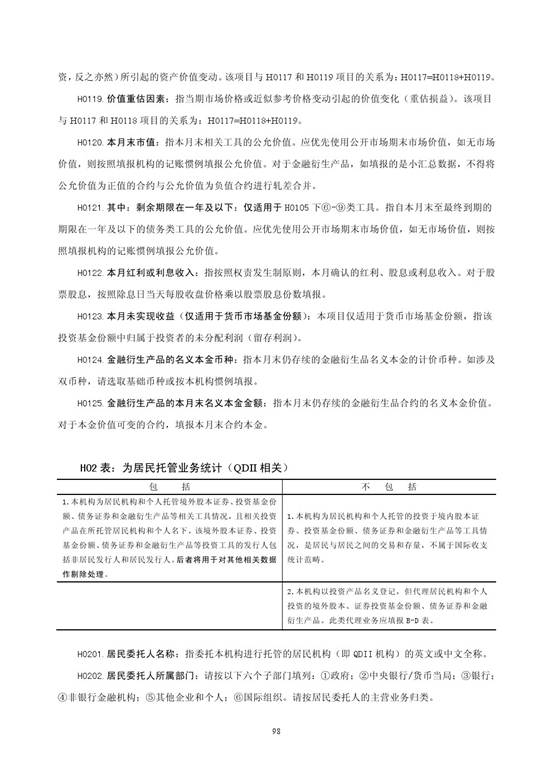 资,反之亦然)所引起的资产价值变动。该项目与 H0117 和 H0119 项目的关系为:H0117=H0118+H0119。
H0119.价值重估因素:指当期市场价格或近似参考价格变动引起的价值变化(重估损益)。该项目
与 H0117 和 H0118 项目的关系为:H0117=H0118+H0119。
H0120.本月末市值:指本月末相关工具的公允价值。应优先使用公开市场期末市场价值,如无市场
价值,则按照填报机构的记账惯例填报公允价值。对于金融衍生产品,如填报的是小汇总数据,不得将
公允价值为正值的合约与公允价值为负值合约进行轧差合并。
H0121.其中:剩余期限在一年及以下:仅适用于 H0105 下⑥-⑨类工具。指自本月末至最终到期的
期限在一年及以下的债务类工具的公允价值。应优先使用公开市场期末市场价值,如无市场价值,则按
照填报机构的记账惯例填报公允价值。
H0122.本月红利或利息收入:指按照权责发生制原则,本月确认的红利、股息或利息收入。对于股
票股息,按照除息日当天每股收盘价格乘以股票股息份数填报。
H0123.本月未实现收益(仅适用于货币市场基金份额):本项目仅适用于货币市场基金份额,指该
投资基金份额中归属于投资者的未分配利润(留存利润)。
H0124.金融衍生产品的名义本金币种:指本月末仍存续的金融衍生品名义本金的计价币种。如涉及
双币种,请选取基础币种或按本机构惯例填报。
H0125.金融衍生产品的本月末名义本金金额:指本月末仍存续的金融衍生品合约的名义本金价值。
对于本金价值可变的合约,填报本月末合约本金。
H02 表:为居民托管业务统计(QDII 相关)
包 括
不 包 括
1.本机构为居民机构和个人托管境外股本证券、投资基金份
额、债务证券和金融衍生产品等相关工具情况,且相关投资
产品在所托管居民机构和个人名下。该境外股本证券、投资
基金份额、债务证券和金融衍生产品等投资工具的发行人包
括非居民发行人和居民发行人,后者将用于对其他相关数据
作剔除处理。
1.本机构为居民机构和个人托管的投资于境内股本证
券、投资基金份额、债务证券和金融衍生产品等工具情
况,是居民与居民之间的交易和存量,不属于国际收支
统计范畴。
2.本机构以投资产品名义登记,但代理居民机构和个人
投资的境外股本、证券投资基金份额、债务证券和金融
衍生产品。此类代理业务应填报 B-D 表。
H0201.居民委托人名称:指委托本机构进行托管的居民机构(即 QDII 机构)的英文或中文全称。
H0202.居民委托人所属部门:请按以下六个子部门填列:①政府;②中央银行/货币当局;③银行;
④非银行金融机构;⑤其他企业和个人;⑥国际组织。请按居民委托人的主营业务归类。
98